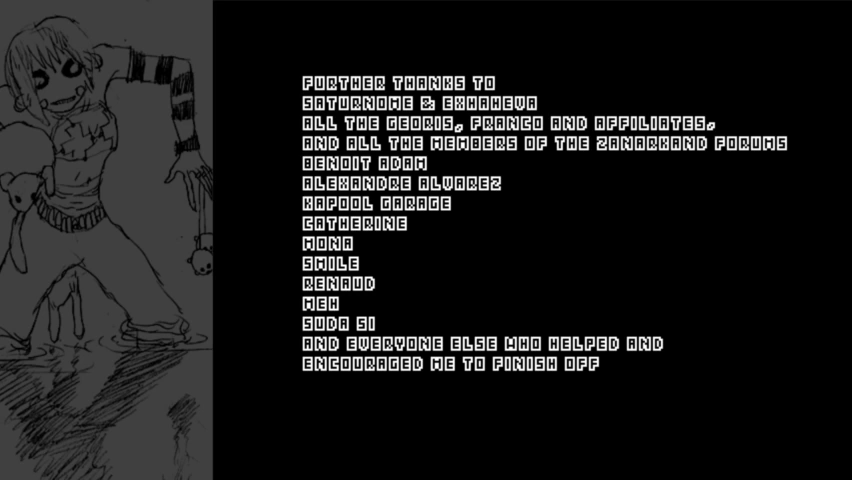 FURTHER THANKS TO
SATURNOME & EXHAHEVA
ALL THE GEORIS, FRANCO AND AFFILIATES,
AND ALL THE MEMBERS OF THE ZANARKAND FORUMS
BENOIT ADAM
ALEXANDRE ALVAREZ
KAPOOL GARAGE
CATHERINE
MONA
SMILE
RENAUD
MEH
SUDA 51
AND EVERYONE ELSE WHO HELPED AND
ENCOURAGED ME TO FINISH OFF